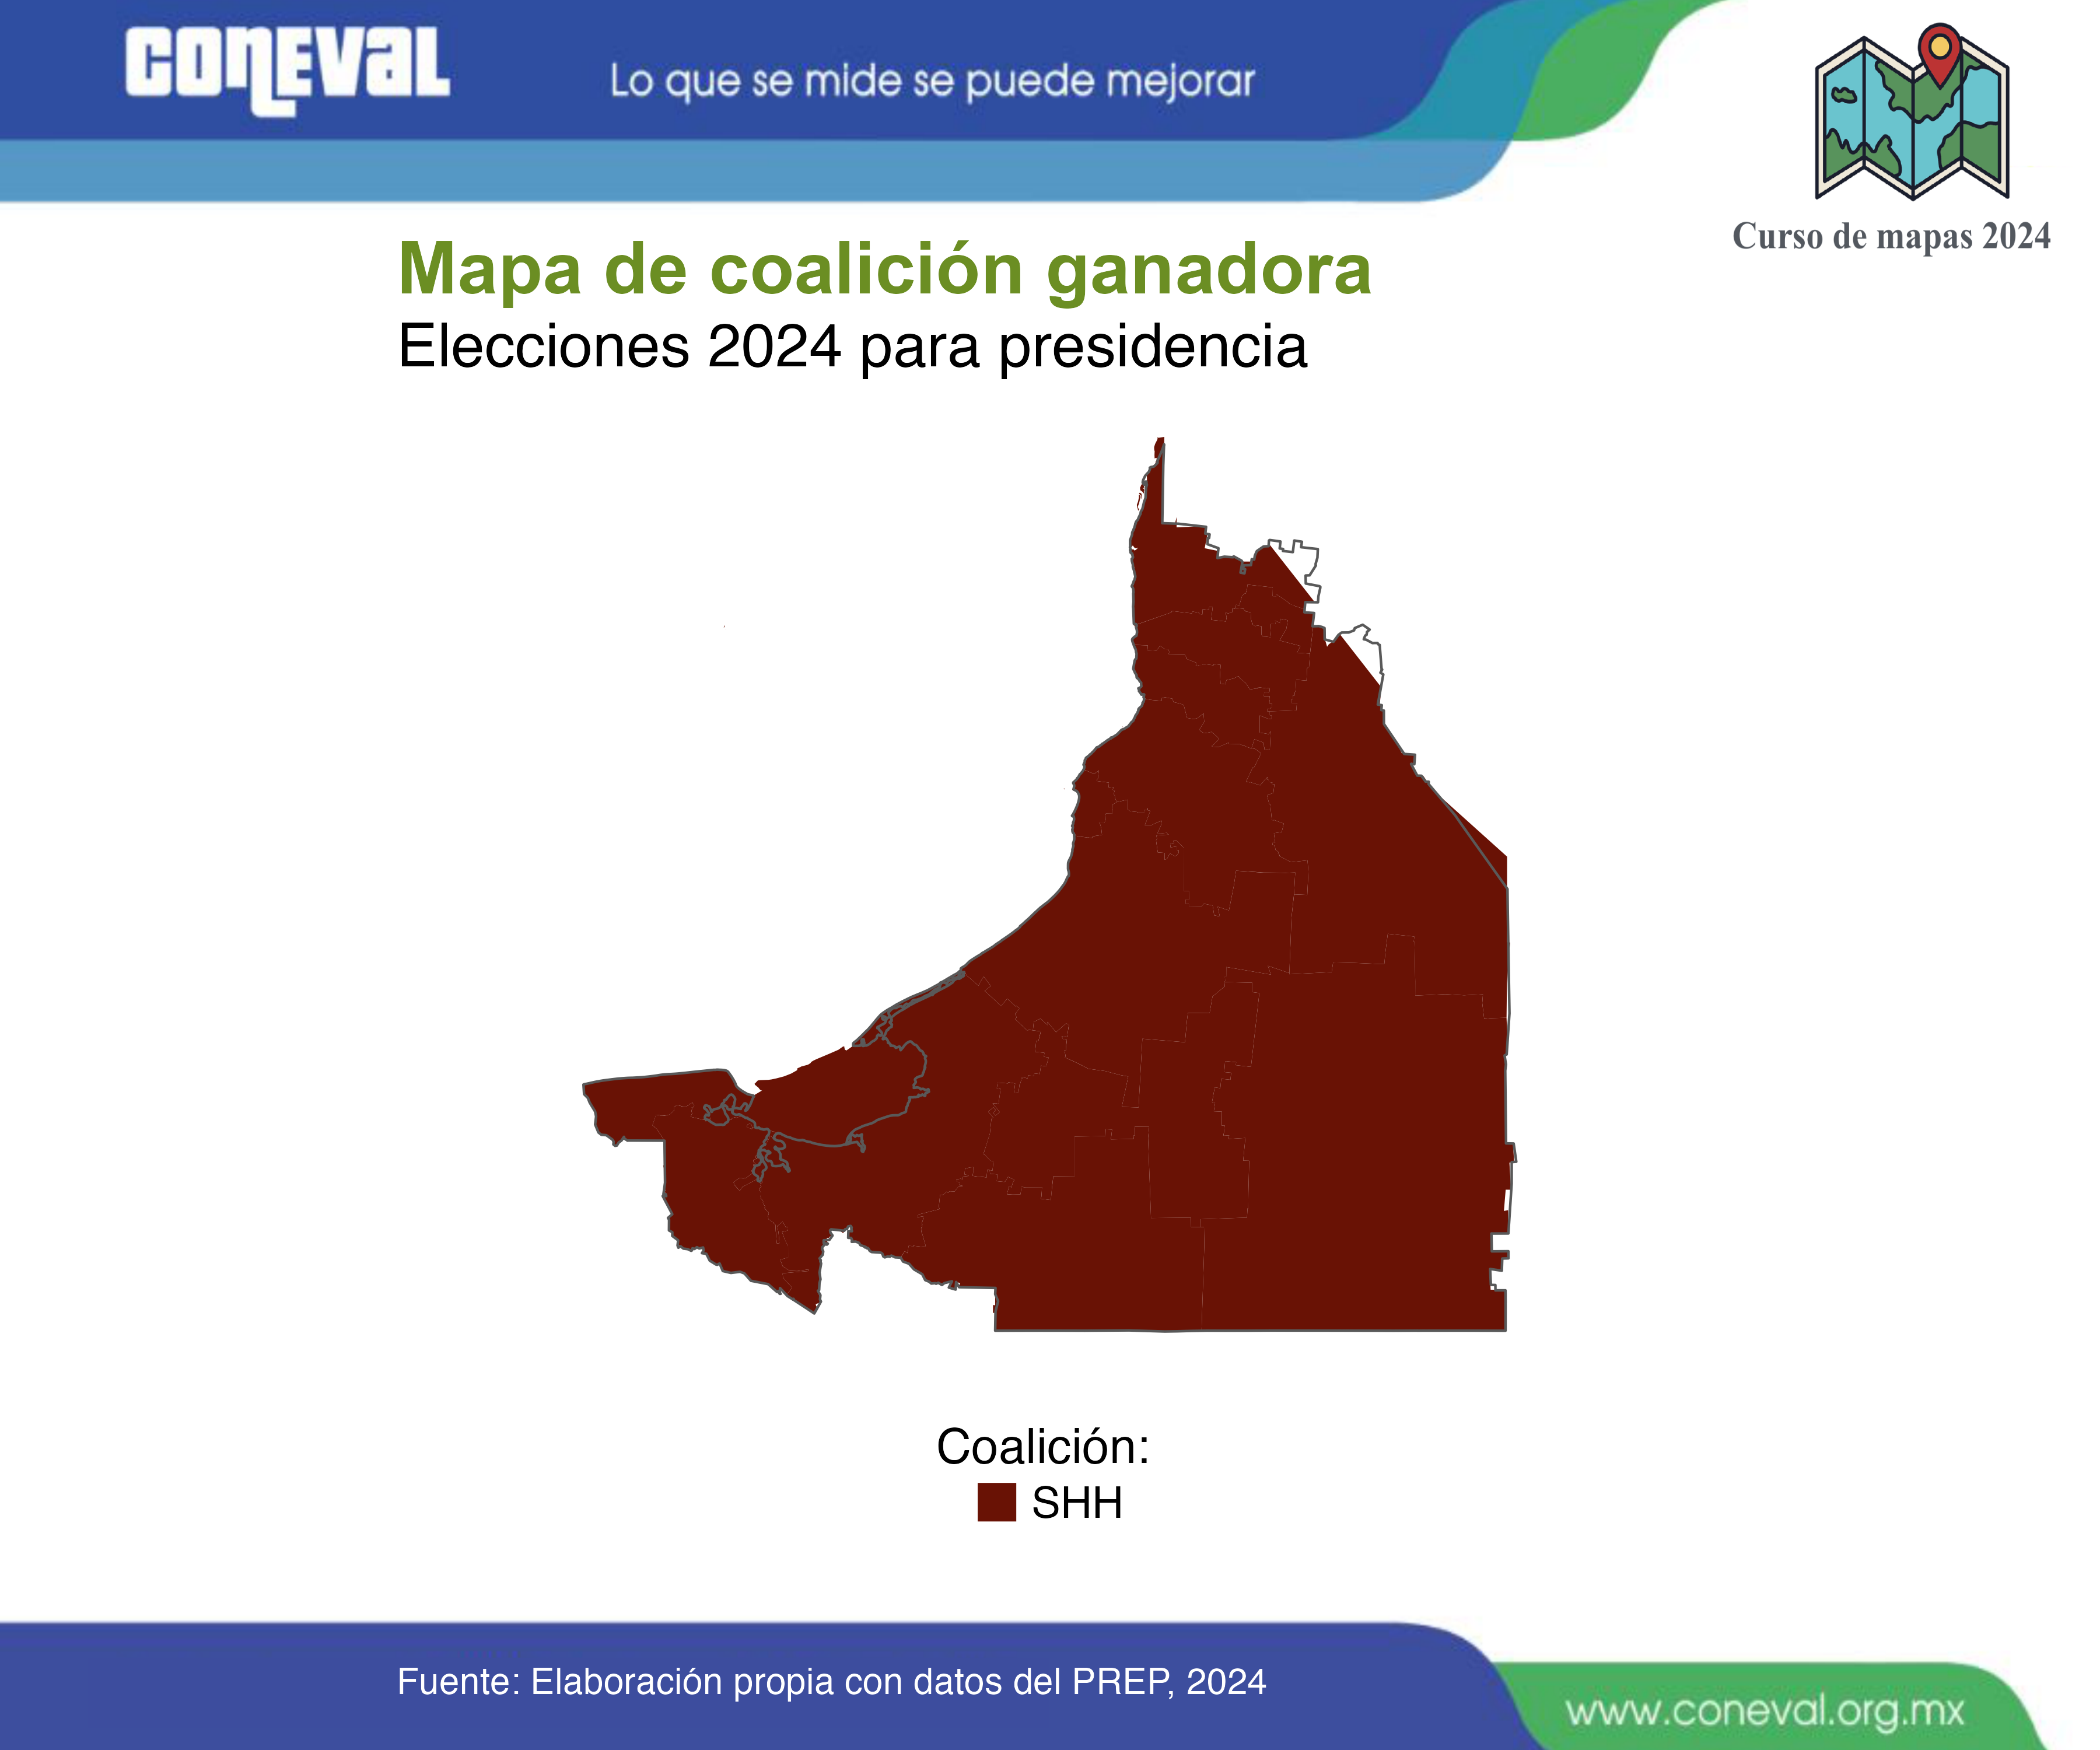 conEVal
Lo que se mide se puede mejorar
Curso de mapas 2024
Mapa de coalición ganadora
Elecciones 2024 para presidencia
Coalición:
SHH
Fuente: Elaboración propia con datos del PREP, 2024
www.coneval.org.mx